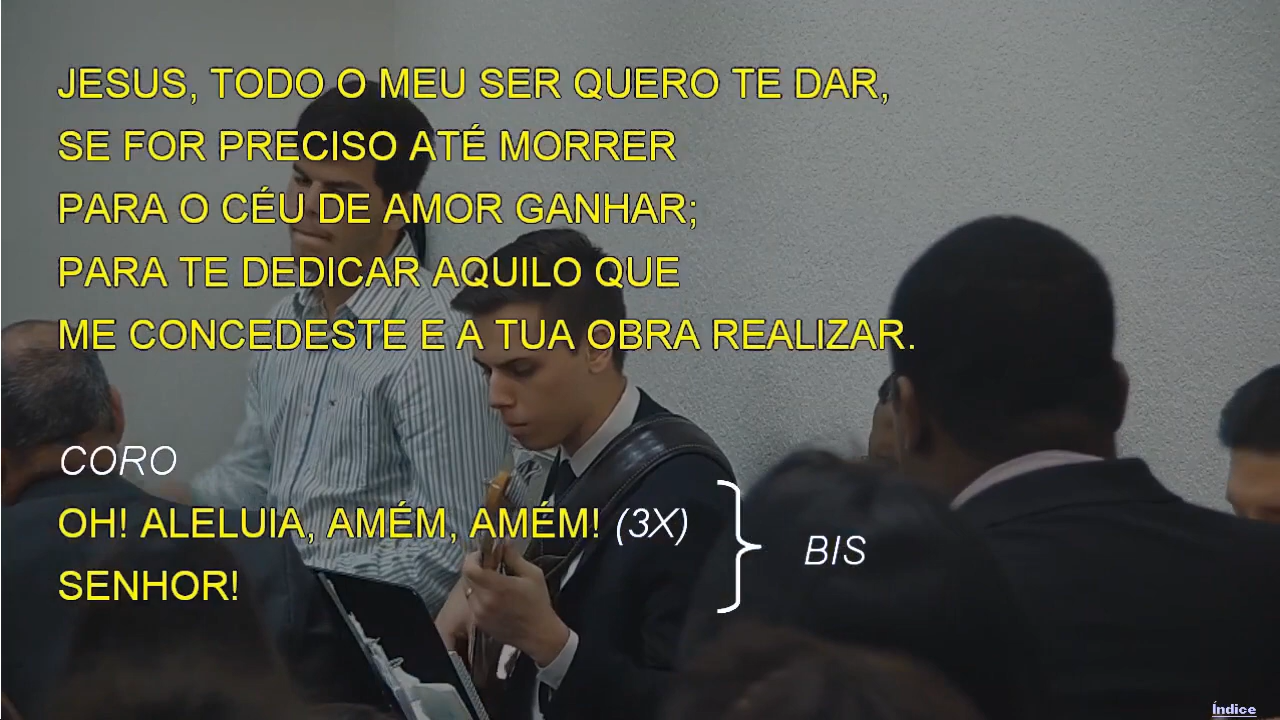 JESUS, TODO O MEU SER QUERO TE DAR,
SE FOR PRECISO ATÉ MORRER
PARA O CÉU DE AMOR GANHAR;
PARA TE DEDICAR AQUILO QUE
ME CONCEDESTE E A TUA OBRA REALIZAR.
CORO
OH! ALELUIA, AMÉM, AMÉM! (3X)
SENHOR!
BIS
Índice